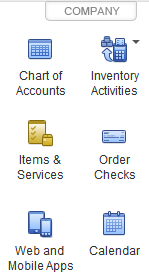 COMPANY
Chart of
Accounts
Inventory
Activities
Items &
Services
Order
Checks
Web and
Mobile Apps
Calendar